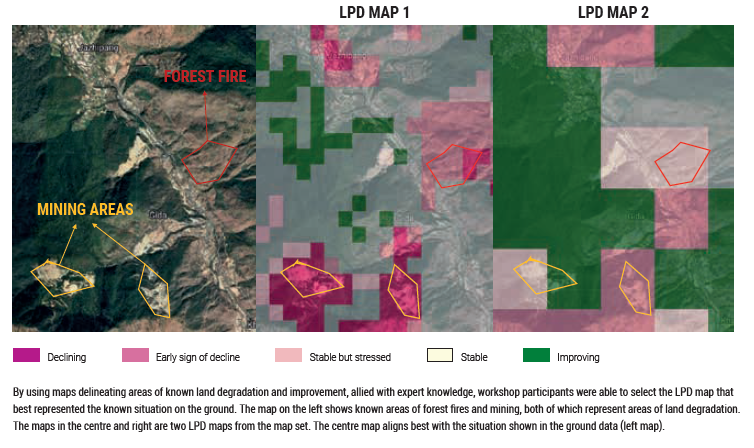 LPD MAP 1
LPD MAP 2
FOREST FIRE
MINING AREAS
Declining
Early sign of decline
Stable but stressed
Stable
Improving
By using maps delineating areas of known land degradation and improvement, allied with expert knowledge, workshop participants were able to select the LPD map that
best represented the known situation on the ground. The map on the left shows known areas of forest fires and mining, both of which represent areas of land degradation.
The maps in the centre and right are two LPD maps from the map set. The centre map aligns best with the situation shown in the ground data (left map).